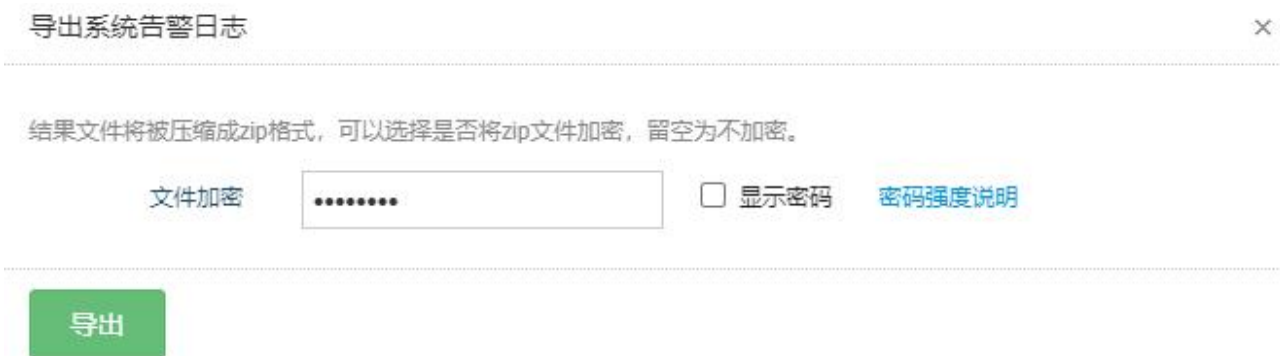 导出系统告警日志
×
结果文件将被压缩成zip格式，可以选择是否将zip文件加密，留空为不加密。
文件加密 •••••••• 显示密码 密码强度说明
导出